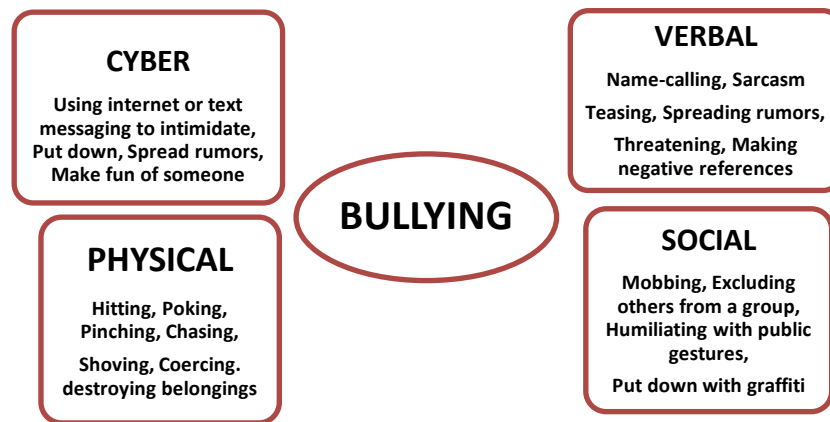 CYBER
Using internet or text
messaging to intimidate,
Put down, Spread rumors,
Make fun of someone
VERBAL
Name-calling, Sarcasm
Teasing, Spreading rumors,
Threatening, Making
negative references
BULLYING
PHYSICAL
Hitting, Poking,
Pinching, Chasing,
Shoving, Coercing.
destroying belongings
SOCIAL
Mobbing, Excluding
others from a group,
Humiliating with public
gestures,
Put down with graffiti